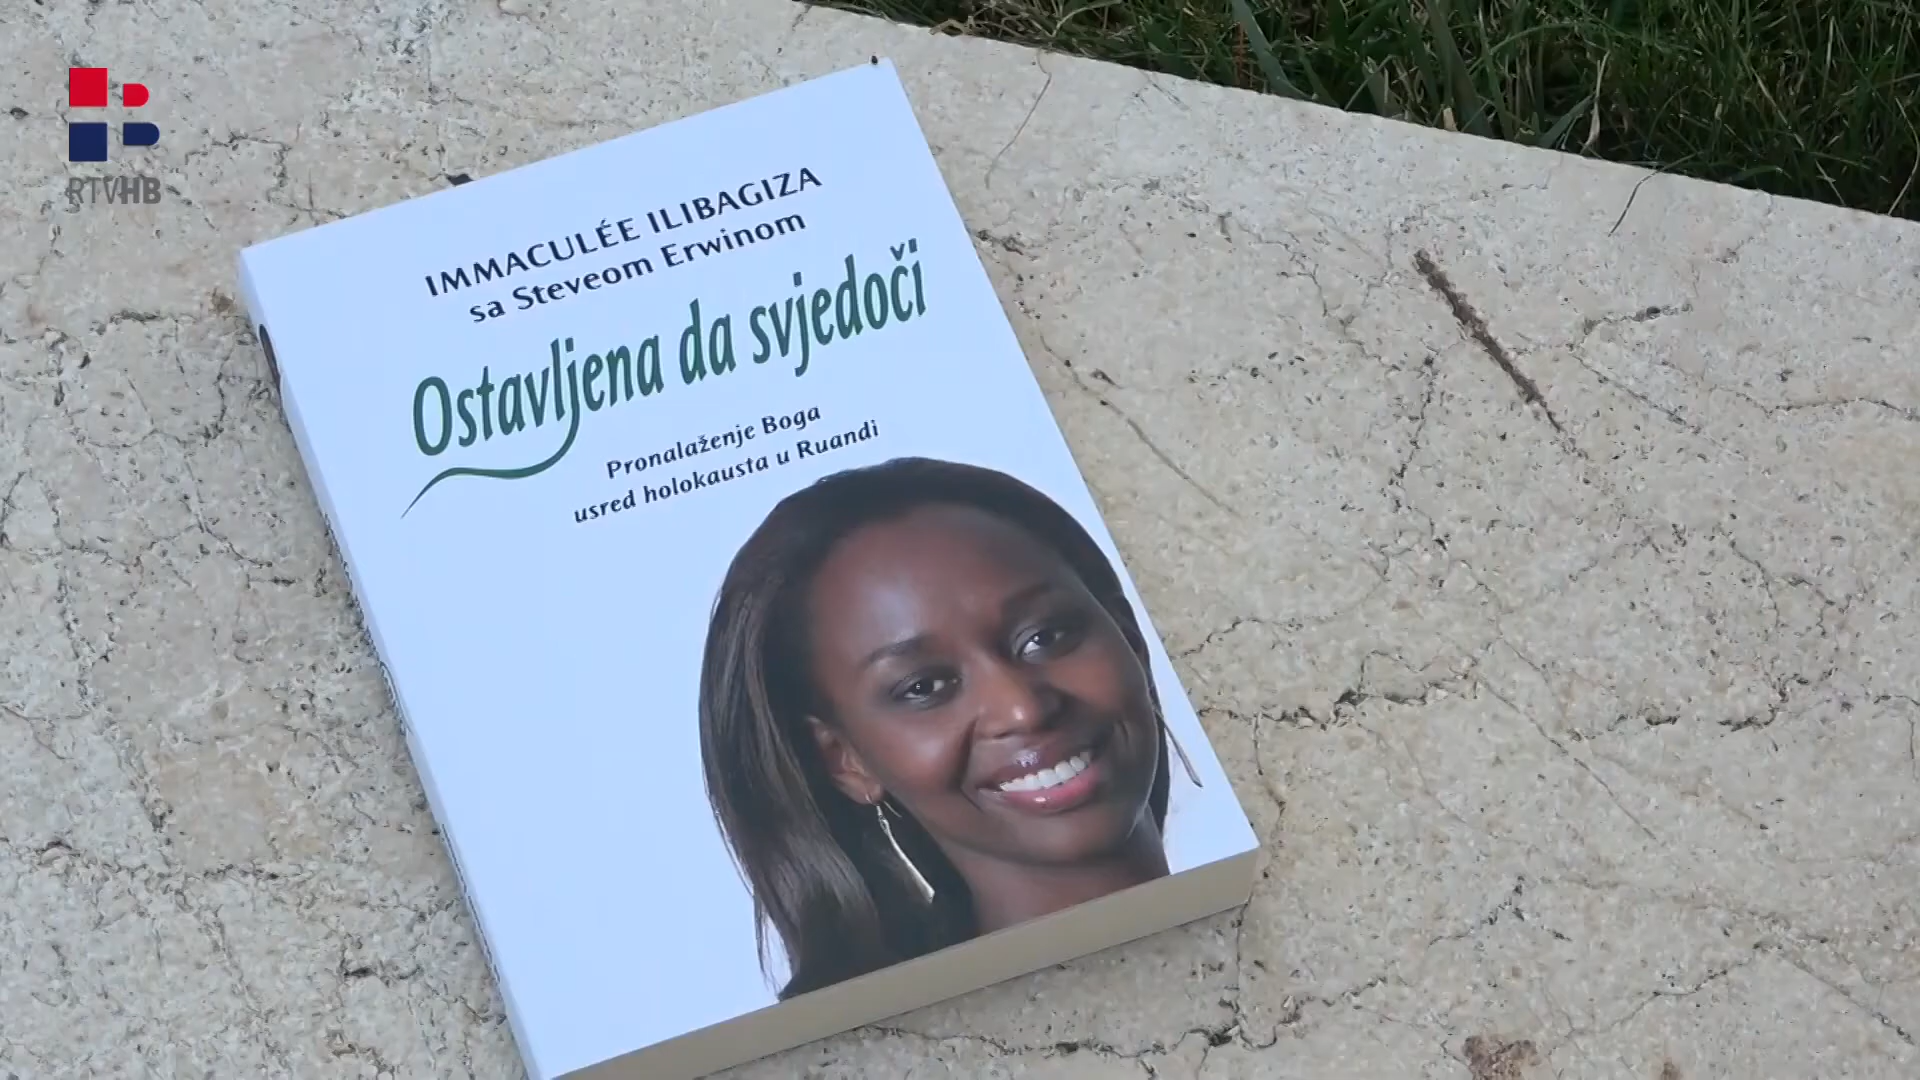 RTVHB
IMMACULÉE ILIBAGIZA
sa Steveom Erwinom
Ostavljena da svjedoči
Pronalaženje Boga
usred holokausta u Ruandi